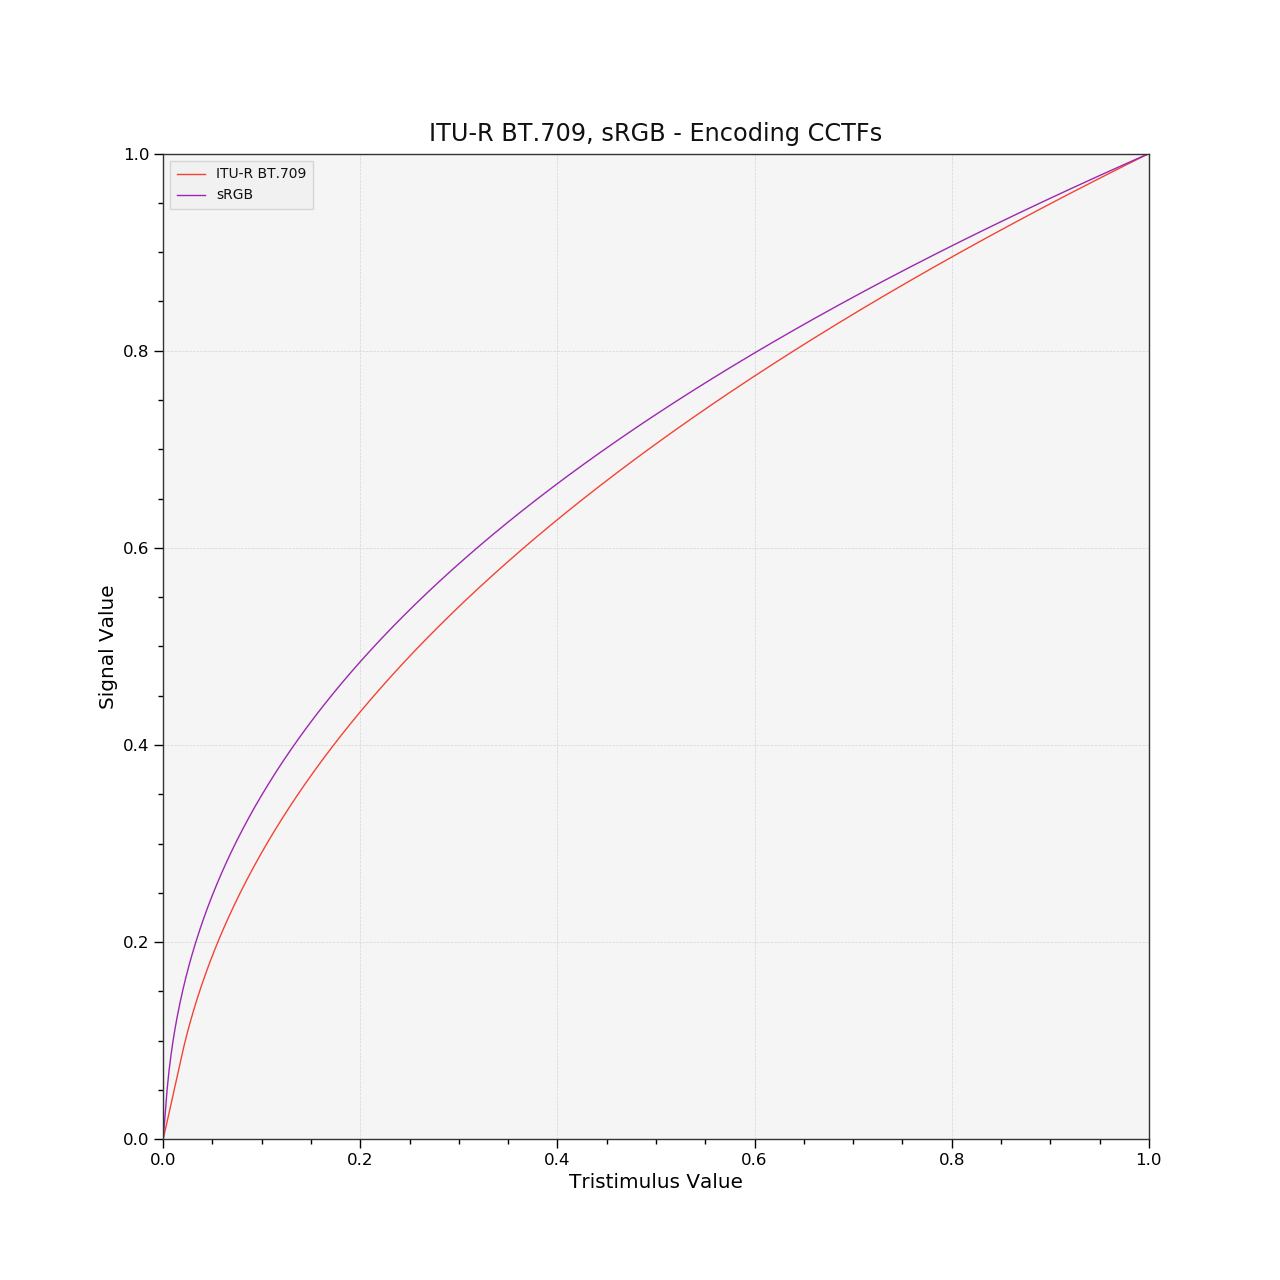 ITU-R BT.709, sRGB - Encoding CCTFs
ITU-R BT.709
sRGB
Signal Value
1.0
0.8
0.6
0.4
0.2
0.0
0.0 0.2 0.4 0.6 0.8 1.0
Tristimulus Value